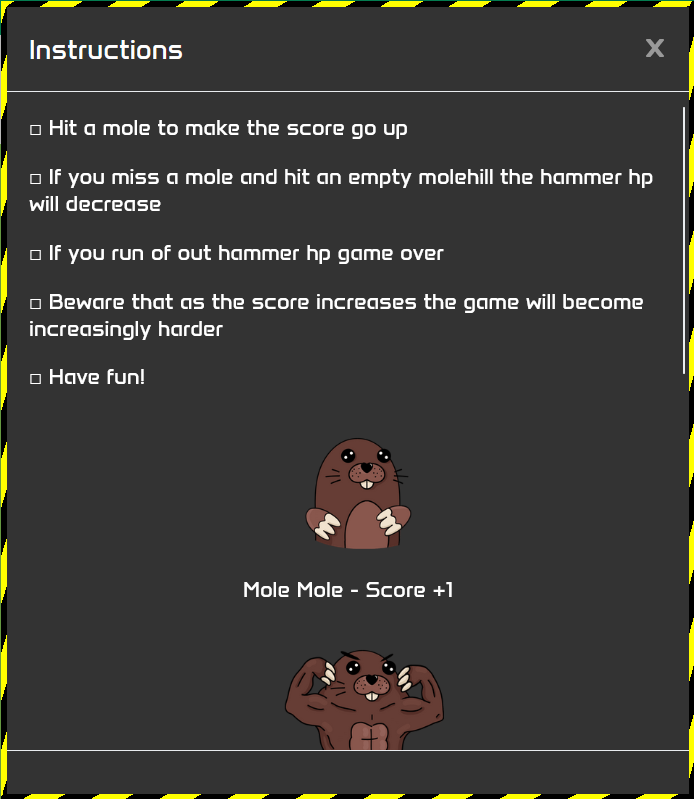 Instructions
X
□ Hit a mole to make the score go up
□ If you miss a mole and hit an empty molehill the hammer hp
will decrease
□ If you run of out hammer hp game over
□ Beware that as the score increases the game will become
increasingly harder
□ Have fun!
Mole Mole - Score +1